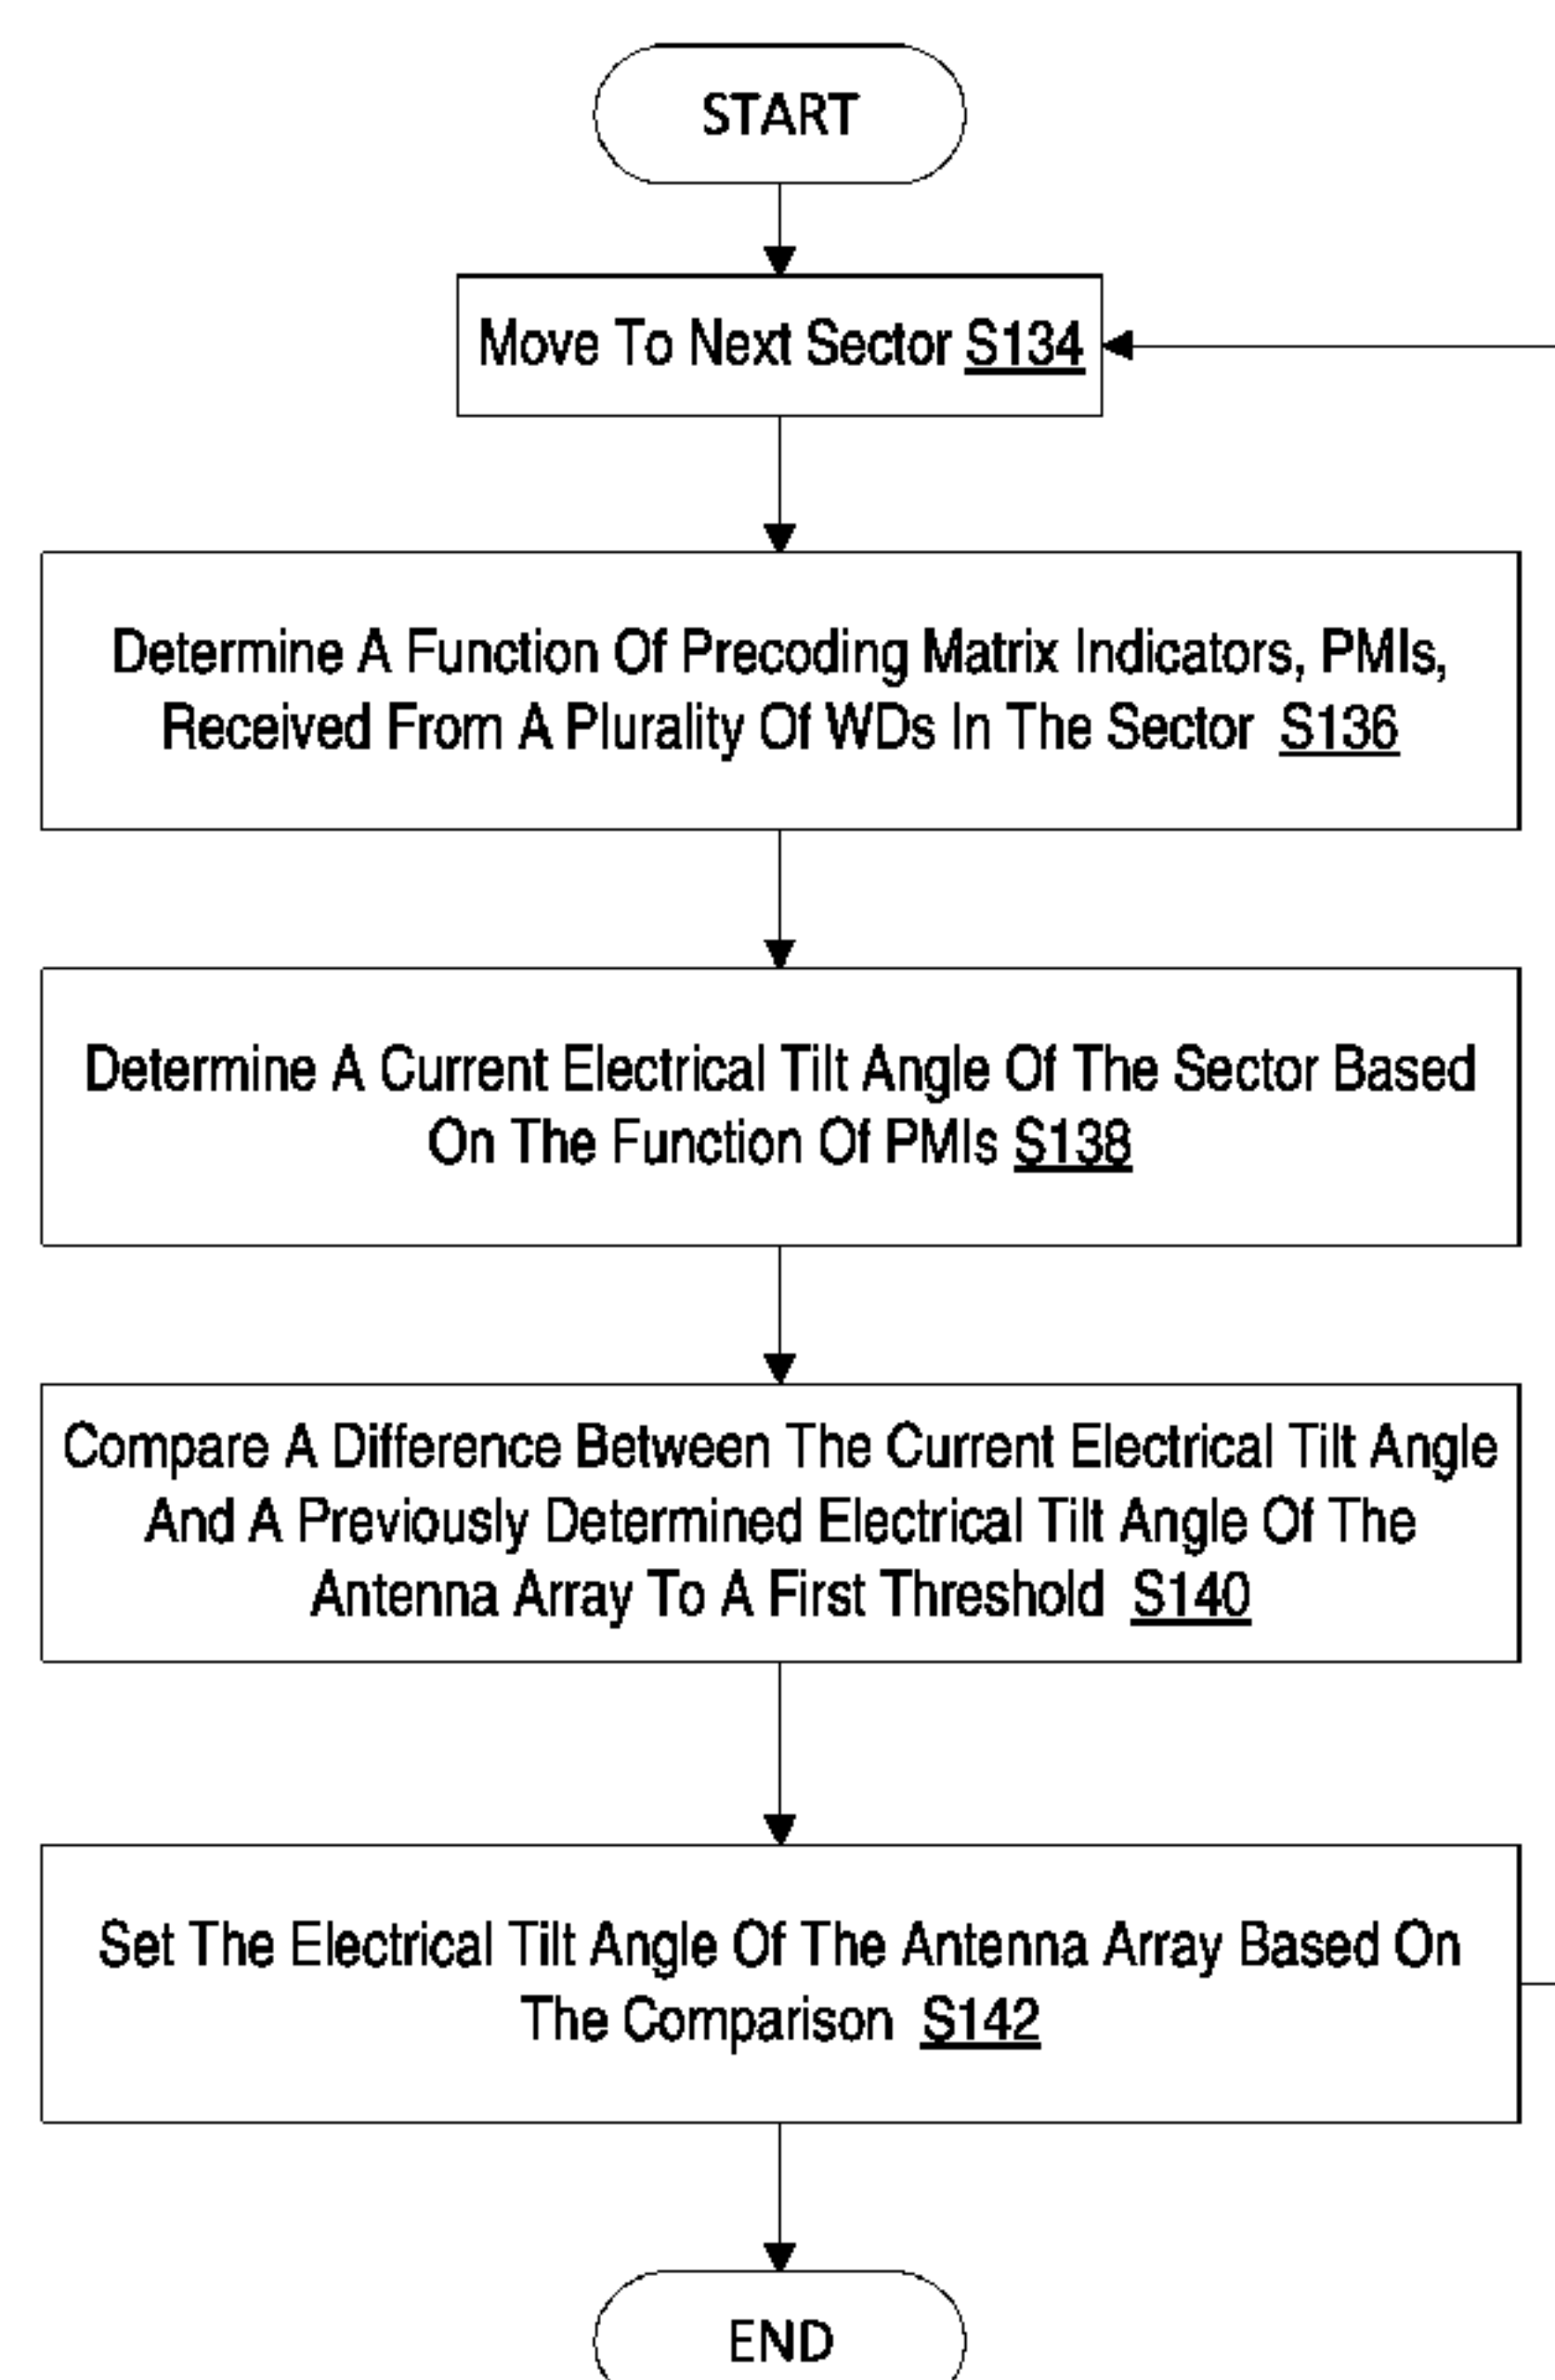 START
Move To Next Sector S134
Determine A Function Of Precoding Matrix Indicators, PMIs,
Received From A Plurality Of WDs In The Sector S136
Determine A Current Electrical Tilt Angle Of The Sector Based
On The Function Of PMIs S138
Compare A Difference Between The Current Electrical Tilt Angle
And A Previously Determined Electrical Tilt Angle Of The
Antenna Array To A First Threshold S140
Set The Electrical Tilt Angle Of The Antenna Array Based On
The Comparison S142
END